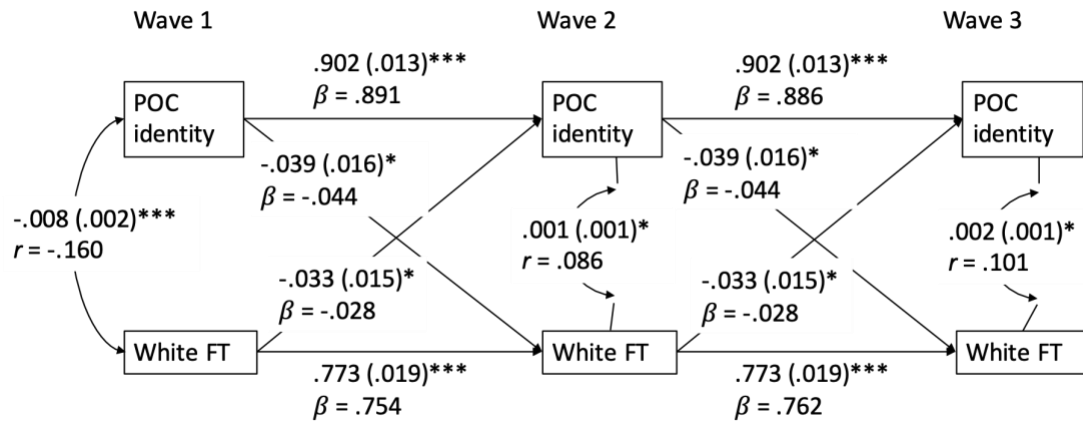 Wave 1
Wave 2
Wave 3
.902 (.013)***
β = .891
.902 (.013)***
β = .886
POC
identity
POC
identity
POC
identity
-.039 (.016)*
β = -.044
-.039 (.016)*
β = -.044
-.008 (.002)***
r = -.160
.001 (.001)*
r = .086
.002 (.001)*
r = .101
-.033 (.015)*
β = -.028
-.033 (.015)*
β = -.028
White FT
White FT
White FT
.773 (.019)***
β = .754
.773 (.019)***
β = .762